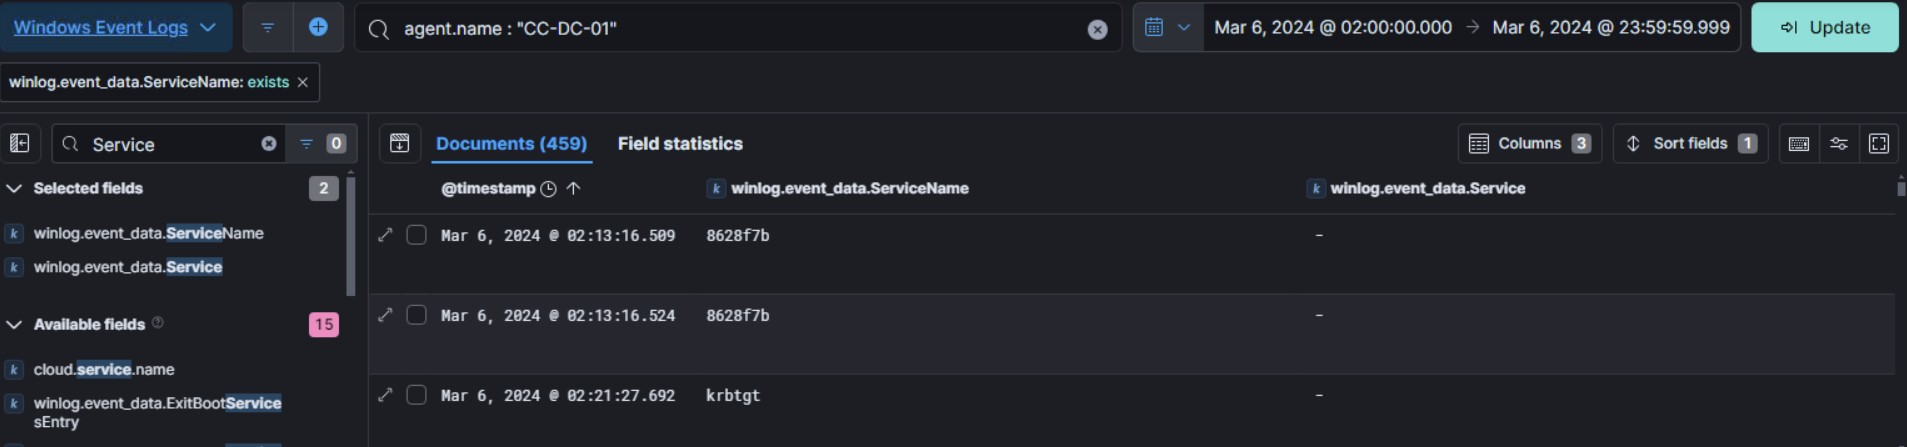 Windows Event Logs
agent.name : "CC-DC-01"
Mar 6, 2024 @ 02:00:00.000 → Mar 6, 2024 @ 23:59:59.999
Update
winlog.event_data.ServiceName: exists ×
Service
0
Documents (459)
Field statistics
Columns 3
Sort fields 1
Selected fields 2
k winlog.event_data.ServiceName
k winlog.event_data.Service
Available fields 15
k cloud.service.name
k winlog.event_data.ExitBootService
sEntry
@timestamp ↑ k winlog.event_data.ServiceName k winlog.event_data.Service
Mar 6, 2024 @ 02:13:16.509 8628f7b –
Mar 6, 2024 @ 02:13:16.524 8628f7b –
Mar 6, 2024 @ 02:21:27.692 krbtgt –